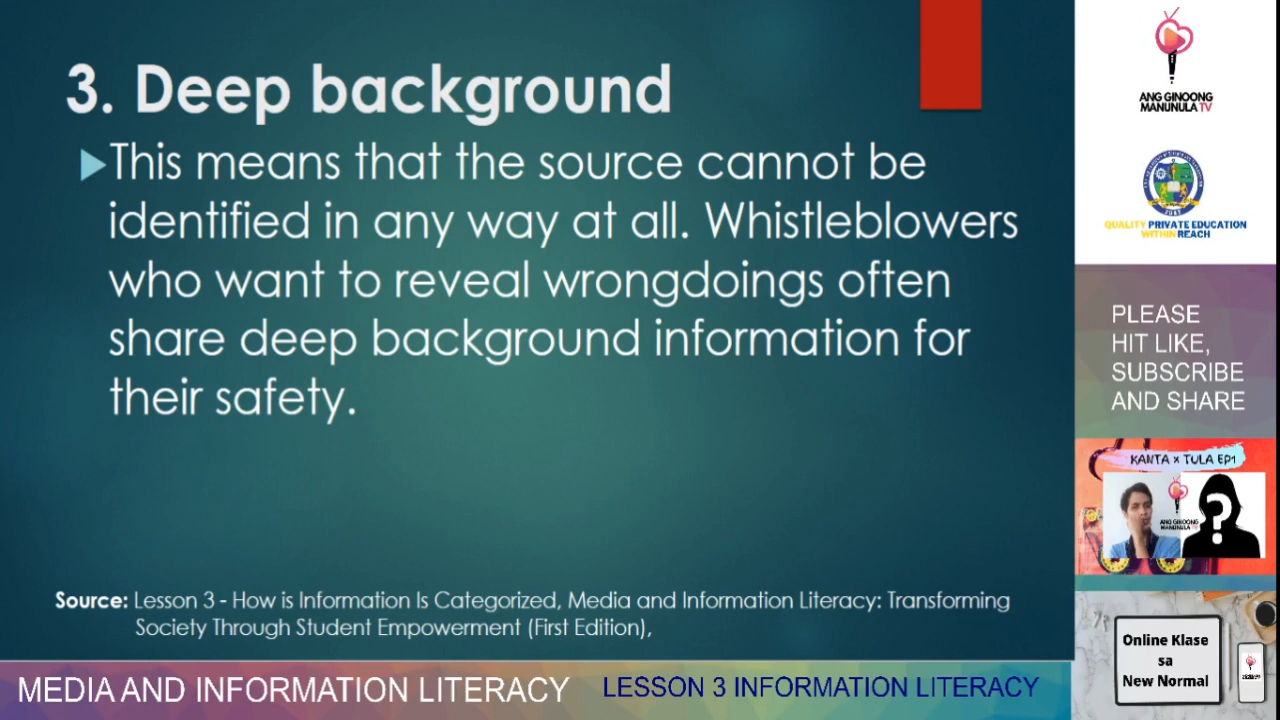 3. Deep background
This means that the source cannot be
identified in any way at all. Whistleblowers
who want to reveal wrongdoings often
share deep background information for
their safety.
Source: Lesson 3 - How is Information Is Categorized, Media and Information Literacy: Transforming
Society Through Student Empowerment (First Edition),
MEDIA AND INFORMATION LITERACY
LESSON 3 INFORMATION LITERACY
ANG GINOONG
MANUNULA TV
QUALITY PRIVATE EDUCATION
WITHIN REACH
PLEASE
HIT LIKE,
SUBSCRIBE
AND SHARE
KANTA x TULA EP1
ANG GINOONG
MANUNULA TV
?
Online Klase
sa
New Normal